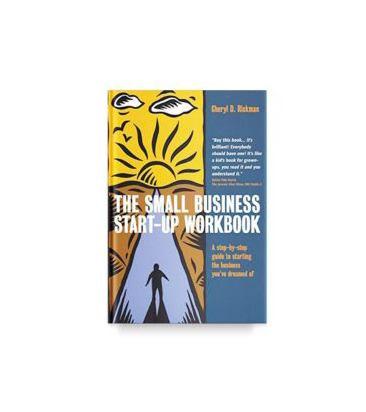 Cheryl D. Rickman
"Buy this book... It's
brilliant! Everybody
should have one! It's like
a kid's book for grown-
ups, you read it and you
understand it."
THE SMALL BUSINESS
START-UP WORKBOOK
A step-by-step
guide to starting
the business
you've dreamed of